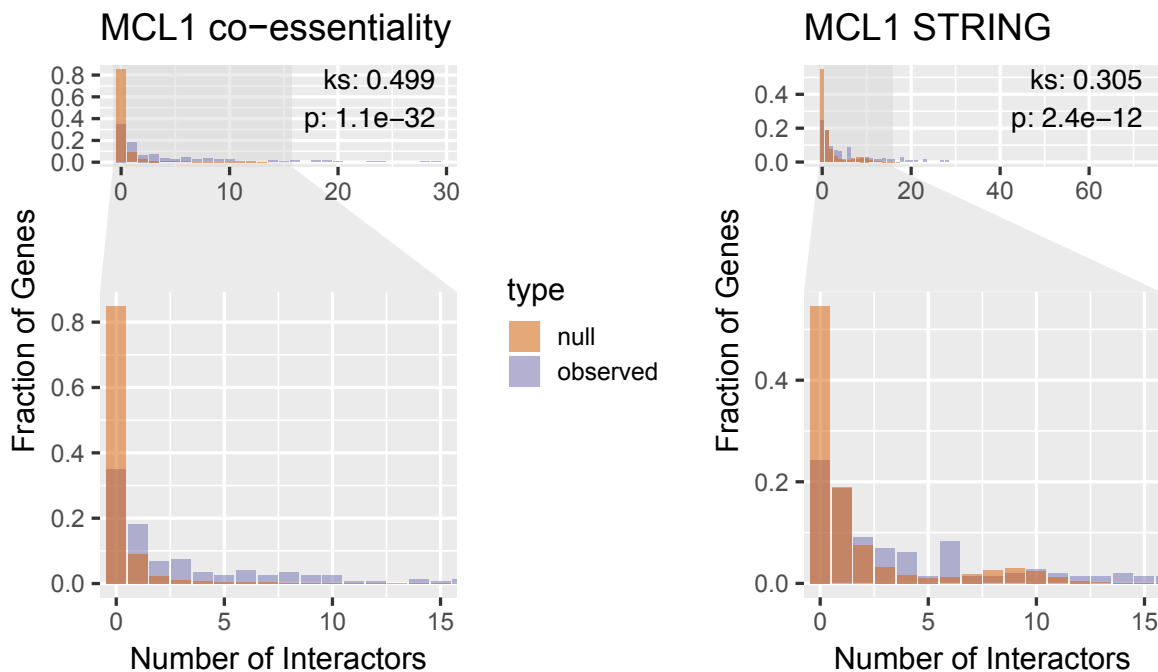 MCL1 co−essentiality
ks: 0.499
p: 1.1e−32
0.8
0.6
0.4
0.2
0.0
0 10 20 30
Fraction of Genes
0.8
0.6
0.4
0.2
0.0
0 5 10 15
Number of Interactors
type
null
observed
MCL1 STRING
ks: 0.305
p: 2.4e−12
0.4
0.2
0.0
0 20 40 60
Fraction of Genes
0.4
0.2
0.0
0 5 10 15
Number of Interactors